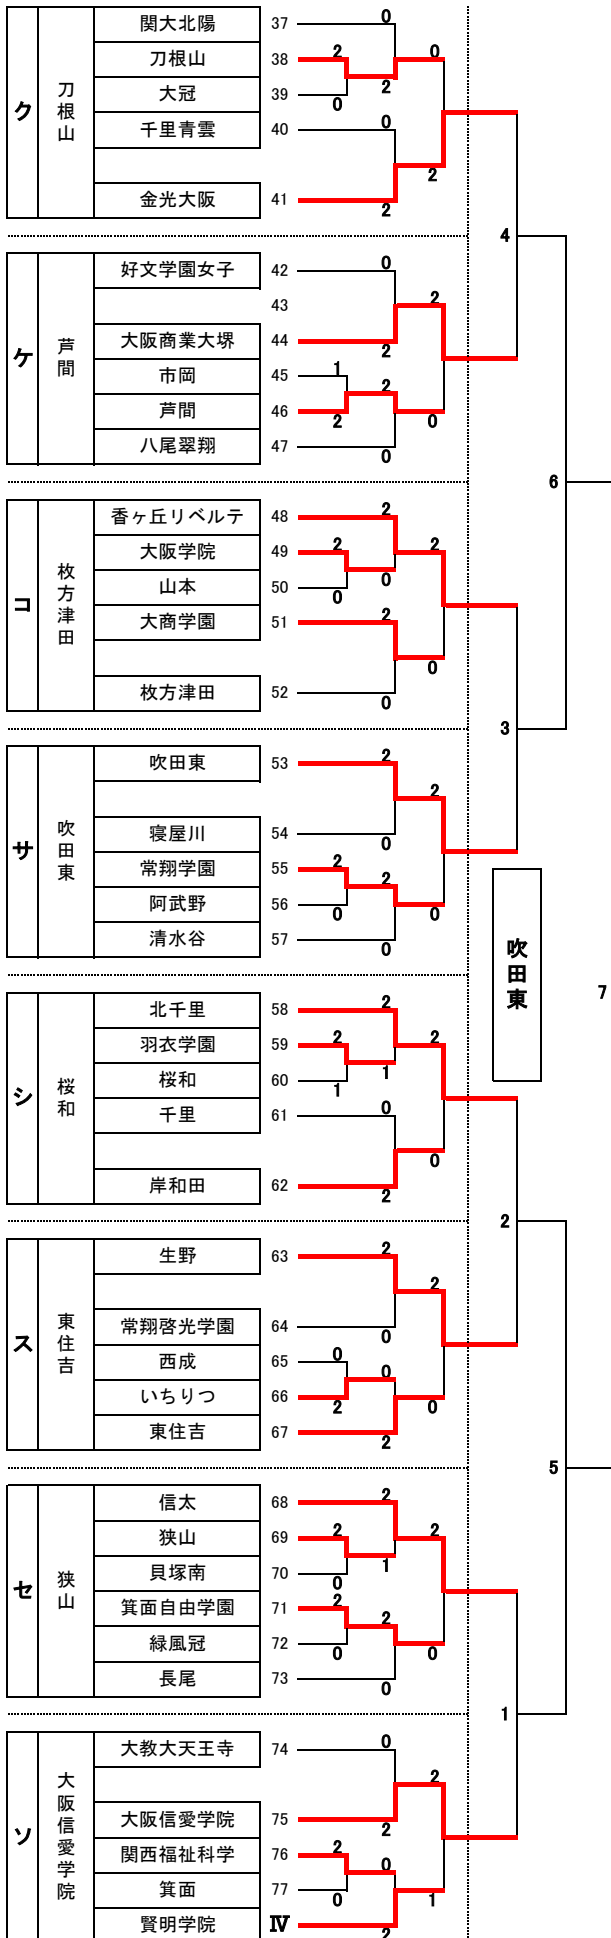 ク
刀根山
関大北陽 37 0
刀根山 38 2 0
大冠 39 0 2
千里青雲 40 0
2
金光大阪 41 2
4
ケ
芦間
好文学園女子 42 0
43 2
大阪商業大堺 44 2
市岡 45 1 2
芦間 46 2 0
八尾翠翔 47 0
6
コ
枚方津田
香ヶ丘リベルテ 48 2
大阪学院 49 2 2
山本 50 0 0
大商学園 51 2
0
枚方津田 52 0
3
サ
吹田東
吹田東 53 2
2
寝屋川 54 0
常翔学園 55 2 2
阿武野 56 0 0
清水谷 57 0
吹田東
7
シ
桜和
北千里 58 2
羽衣学園 59 2 2
桜和 60 1 1
千里 61 0
0
岸和田 62 2
2
ス
東住吉
生野 63 2
2
常翔啓光学園 64 0
西成 65 0 0
いちりつ 66 2 0
東住吉 67 2
5
セ
狭山
信太 68 2
狭山 69 2 2
貝塚南 70 0 1
箕面自由学園 71 2 2
緑風冠 72 0 0
長尾 73 0
1
ソ
大阪信愛学院
大教大天王寺 74 0
2
大阪信愛学院 75 2
関西福祉科学 76 2 0
箕面 77 0 1
賢明学院 Ⅳ 2